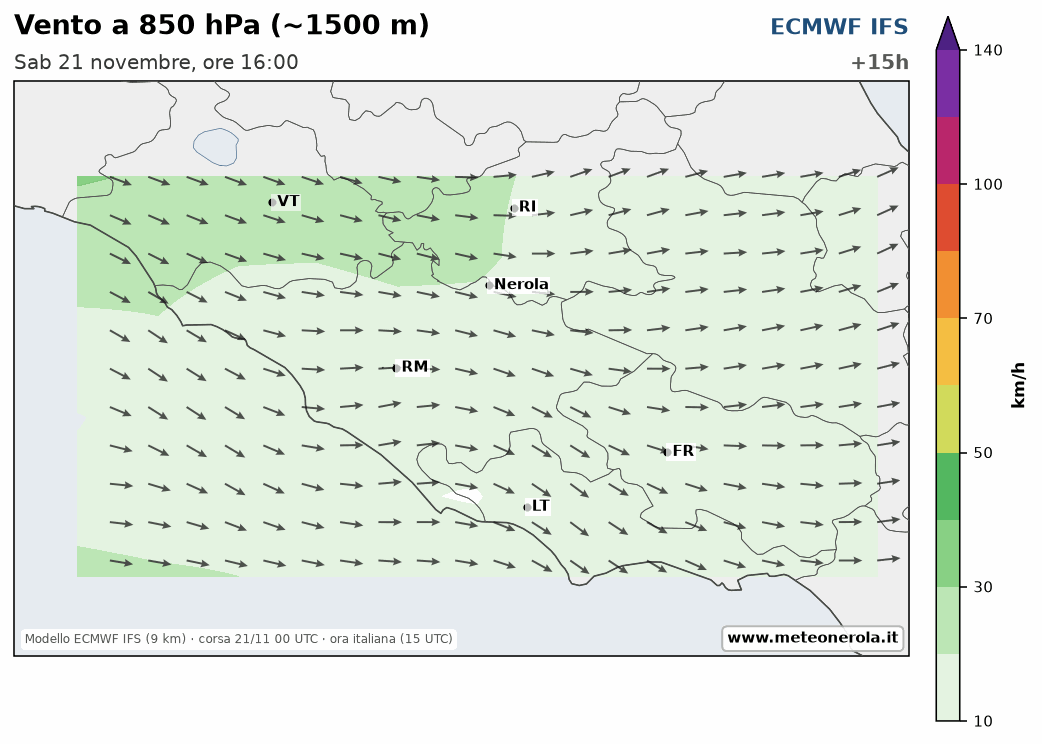 Vento a 850 hPa (~1500 m)
ECMWF IFS
Sab 21 novembre, ore 16:00
+15h
VT
RI
Nerola
RM
FR
LT
140
100
70
50
30
10
km/h
Modello ECMWF IFS (9 km) · corsa 21/11 00 UTC · ora italiana (15 UTC)
www.meteonerola.it